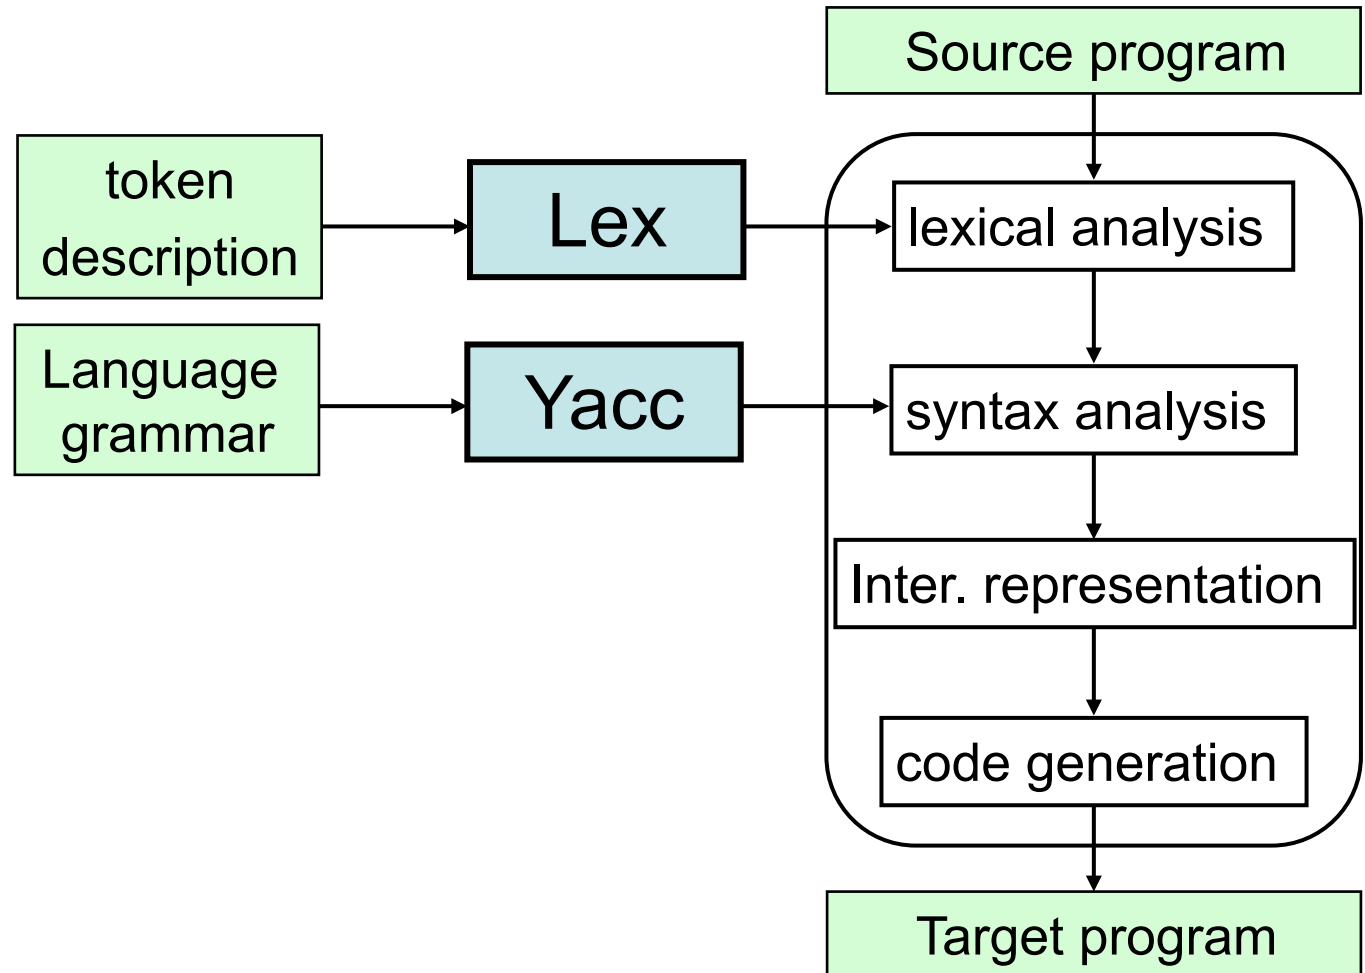 Source program
token
description
Lex
lexical analysis
Language
grammar
Yacc
syntax analysis
Inter. representation
code generation
Target program